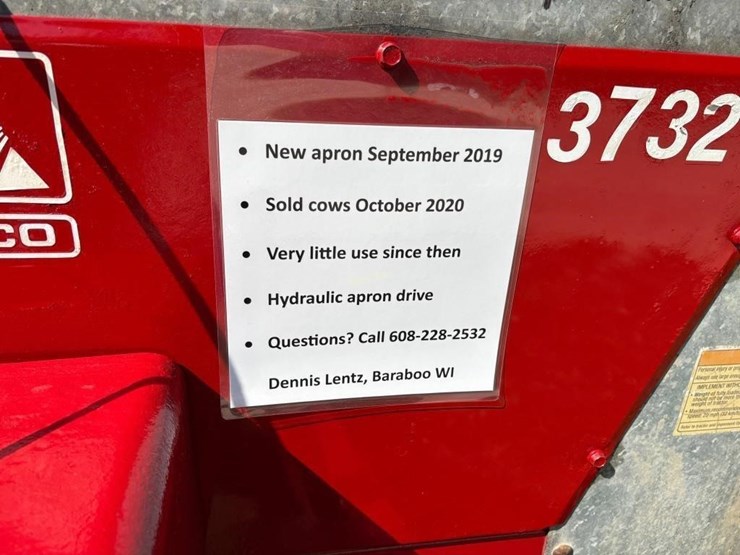 3732
CO
• New apron September 2019
• Sold cows October 2020
• Very little use since then
• Hydraulic apron drive
• Questions? Call 608-228-2532
Dennis Lentz, Baraboo WI